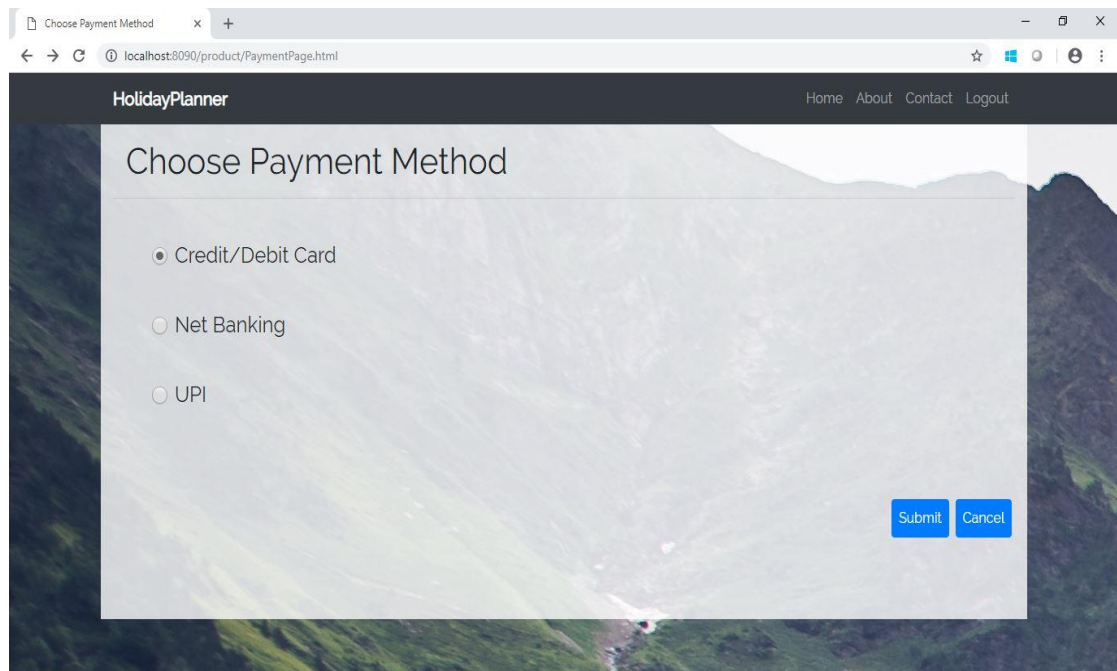 Choose Payment Method
localhost:8090/product/PaymentPage.html
HolidayPlanner Home About Contact Logout
Choose Payment Method
Credit/Debit Card
Net Banking
UPI
Submit Cancel